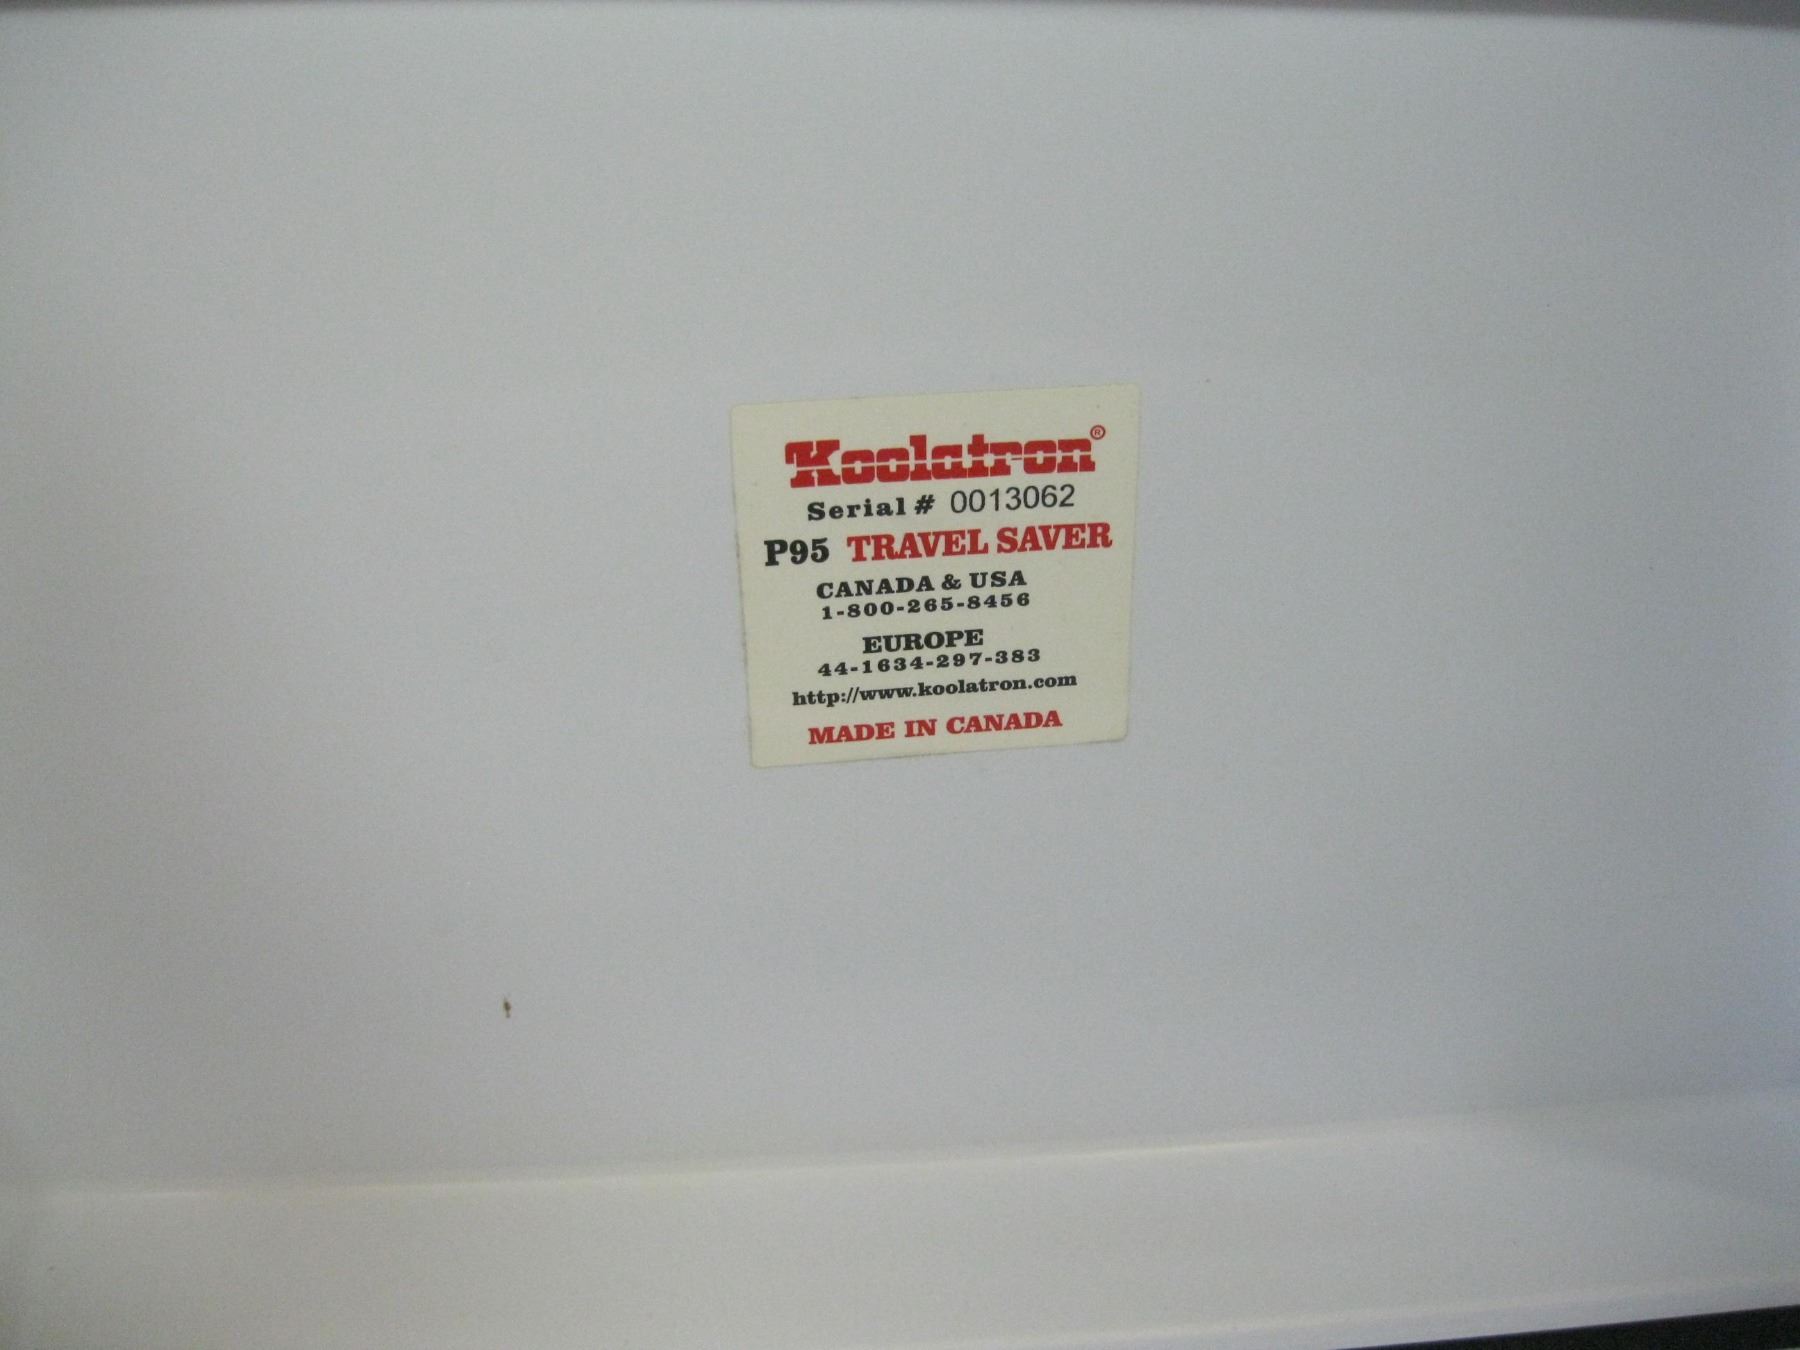 Koolatron®
Serial # 0013062
P95 TRAVEL SAVER
CANADA & USA
1-800-265-8456
EUROPE
44-1634-297-383
http://www.koolatron.com
MADE IN CANADA